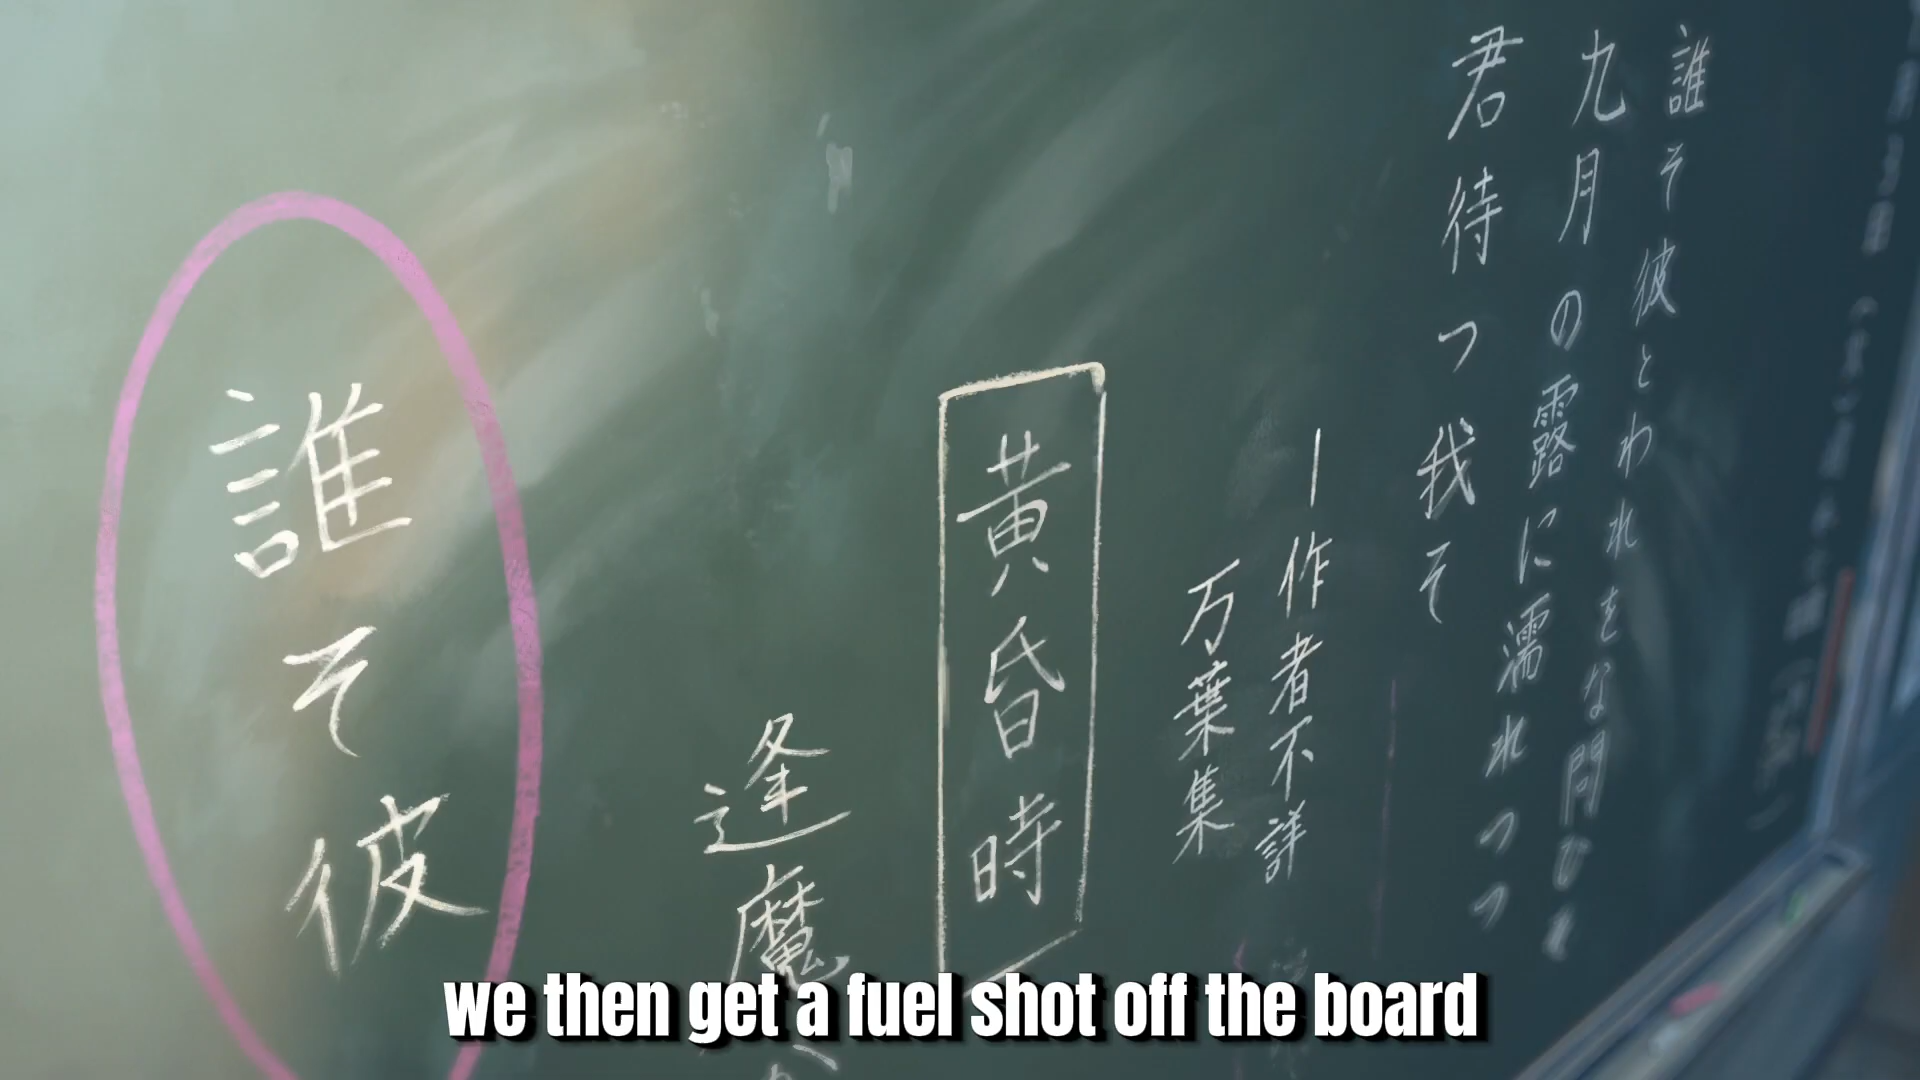 誰そ彼とわれをな問ひそ
九月の露に濡れつつ
君待つ我そ
―作者不詳
万葉集
黄昏時
逢魔
誰そ彼
we then get a fuel shot off the board